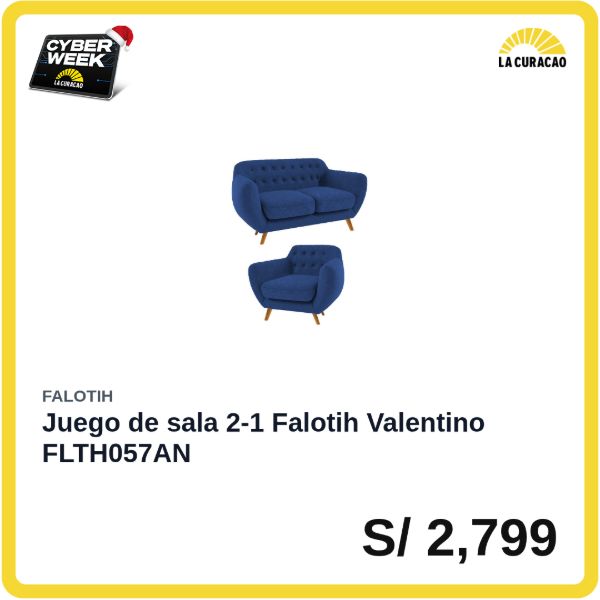 CYBER
WEEK
LA CURACAO
LA CURACAO
FALOTIH
Juego de sala 2-1 Falotih Valentino
FLTH057AN
S/ 2,799